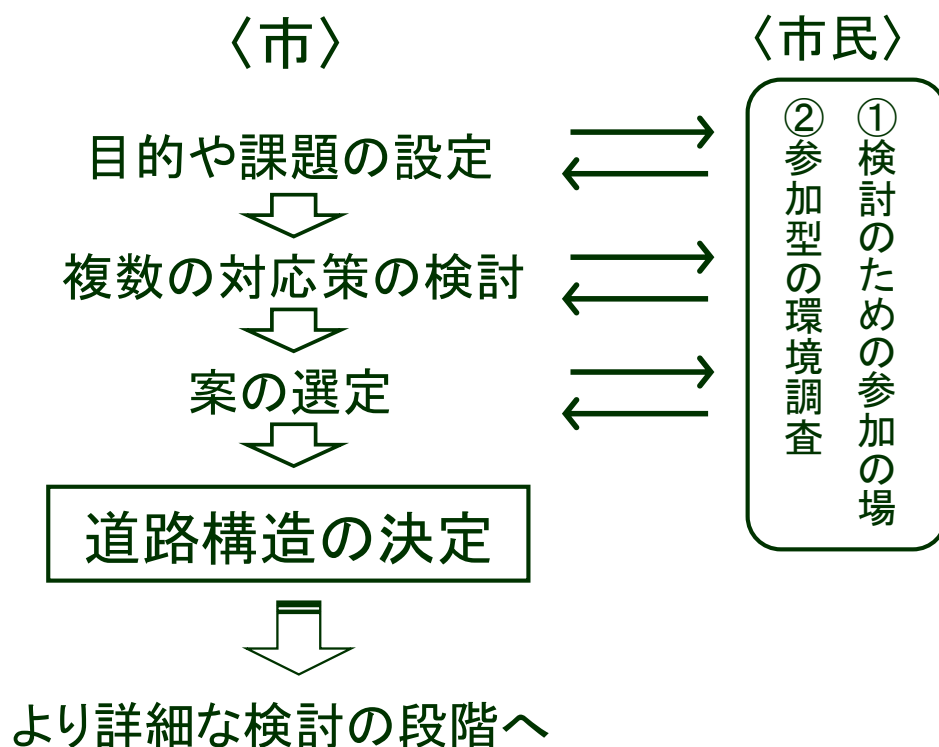 〈市〉
〈市民〉
目的や課題の設定
複数の対応策の検討
案の選定
道路構造の決定
より詳細な検討の段階へ
①検討のための参加の場
②参加型の環境調査